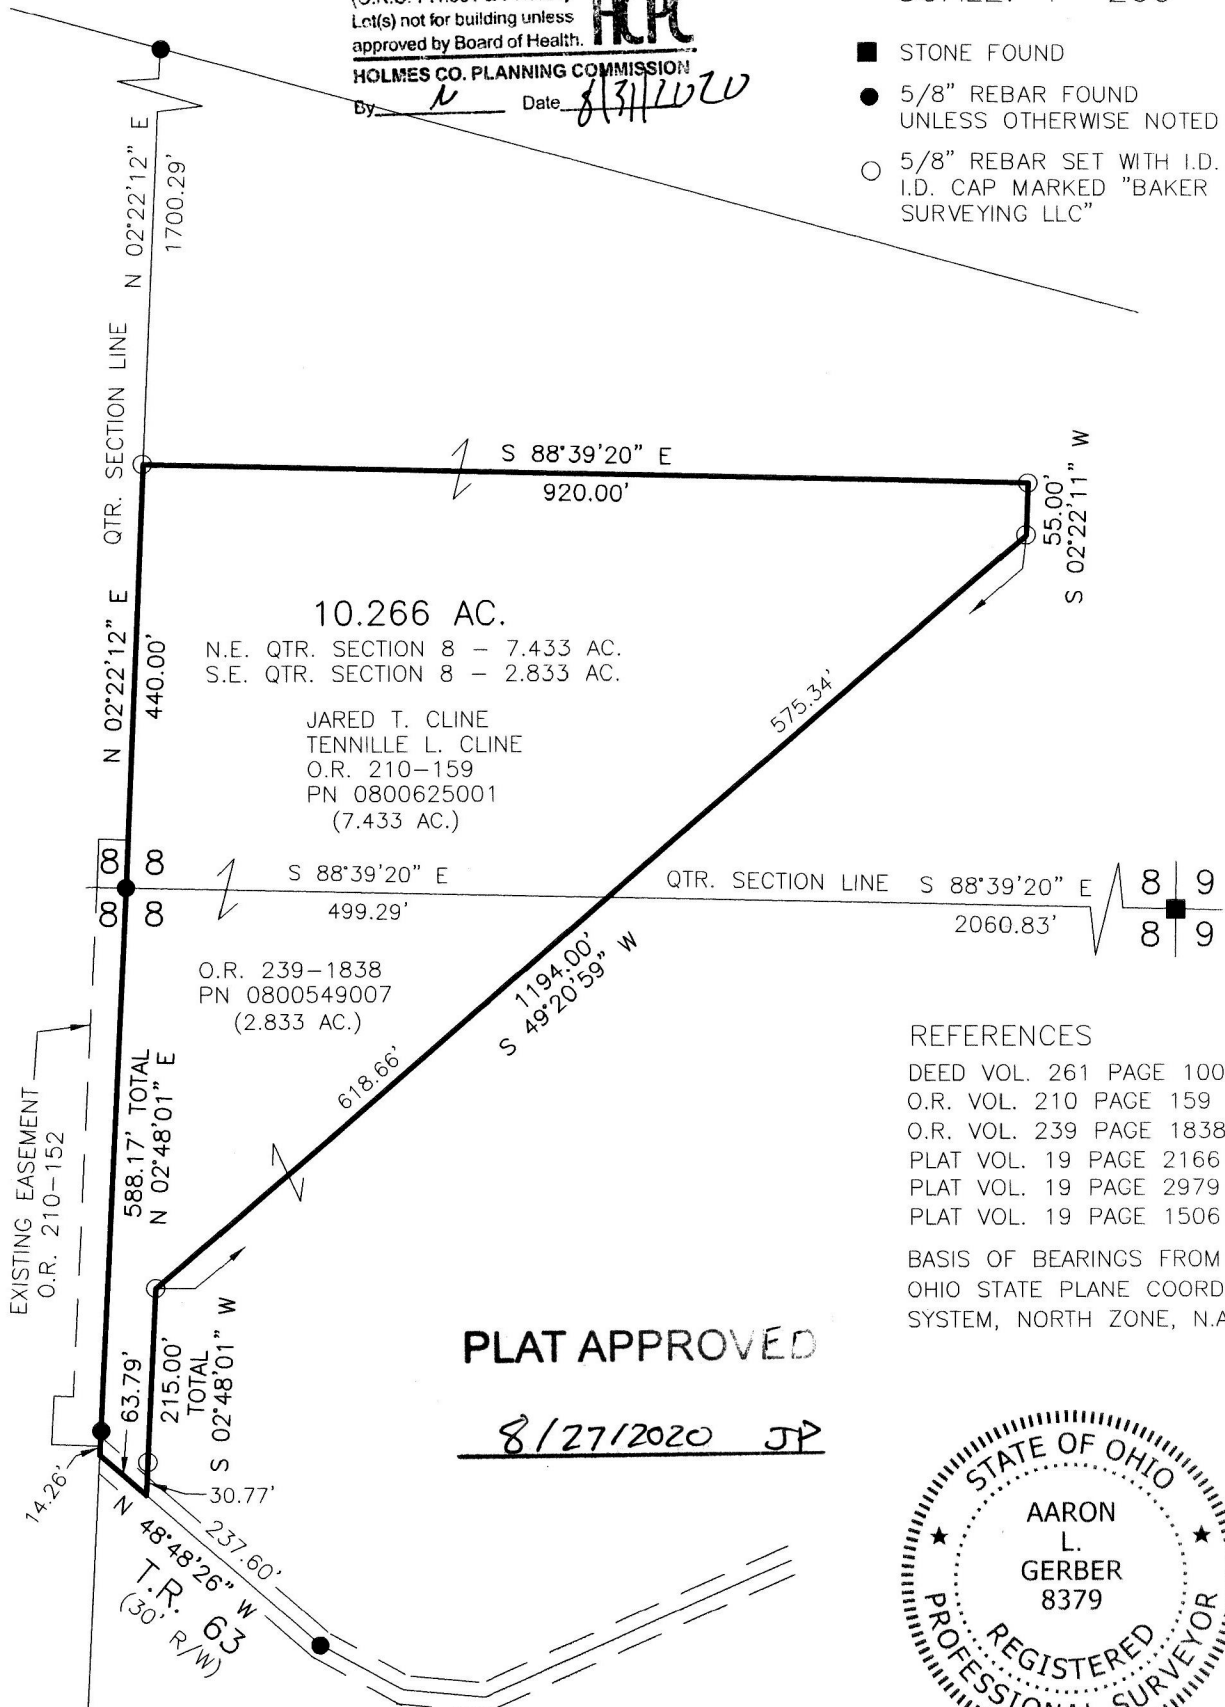 Lot(s) not for building unless
approved by Board of Health.
HCPC
HOLMES CO. PLANNING COMMISSION
By N Date 8/31/2020
STONE FOUND
5/8" REBAR FOUND
UNLESS OTHERWISE NOTED
5/8" REBAR SET WITH I.D.
I.D. CAP MARKED "BAKER
SURVEYING LLC"
N 02°22'12" E
1700.29'
QTR. SECTION LINE
S 88°39'20" E
920.00'
55.00'
S 02°22'11" W
N 02°22'12" E
440.00'
10.266 AC.
N.E. QTR. SECTION 8 – 7.433 AC.
S.E. QTR. SECTION 8 – 2.833 AC.
JARED T. CLINE
TENNILLE L. CLINE
O.R. 210–159
PN 0800625001
(7.433 AC.)
575.34'
8 8
8 8
S 88°39'20" E
499.29'
QTR. SECTION LINE S 88°39'20" E
2060.83'
8 9
8 9
O.R. 239–1838
PN 0800549007
(2.833 AC.)
1194.00'
S 49°20'59" W
618.66'
EXISTING EASEMENT
O.R. 210–152
588.17' TOTAL
N 02°48'01" E
REFERENCES
DEED VOL. 261 PAGE 100
O.R. VOL. 210 PAGE 159
O.R. VOL. 239 PAGE 1838
PLAT VOL. 19 PAGE 2166
PLAT VOL. 19 PAGE 2979
PLAT VOL. 19 PAGE 1506
BASIS OF BEARINGS FROM
OHIO STATE PLANE COORD
SYSTEM, NORTH ZONE, N.A
63.79'
215.00'
TOTAL
S 02°48'01" W
14.26'
30.77'
N 48°48'26" W
237.60'
T.R. 63
(30' R/W)
PLAT APPROVED
8/27/2020 JP
STATE OF OHIO
AARON
L.
GERBER
8379
REGISTERED
PROFESSIONAL SURVEYOR